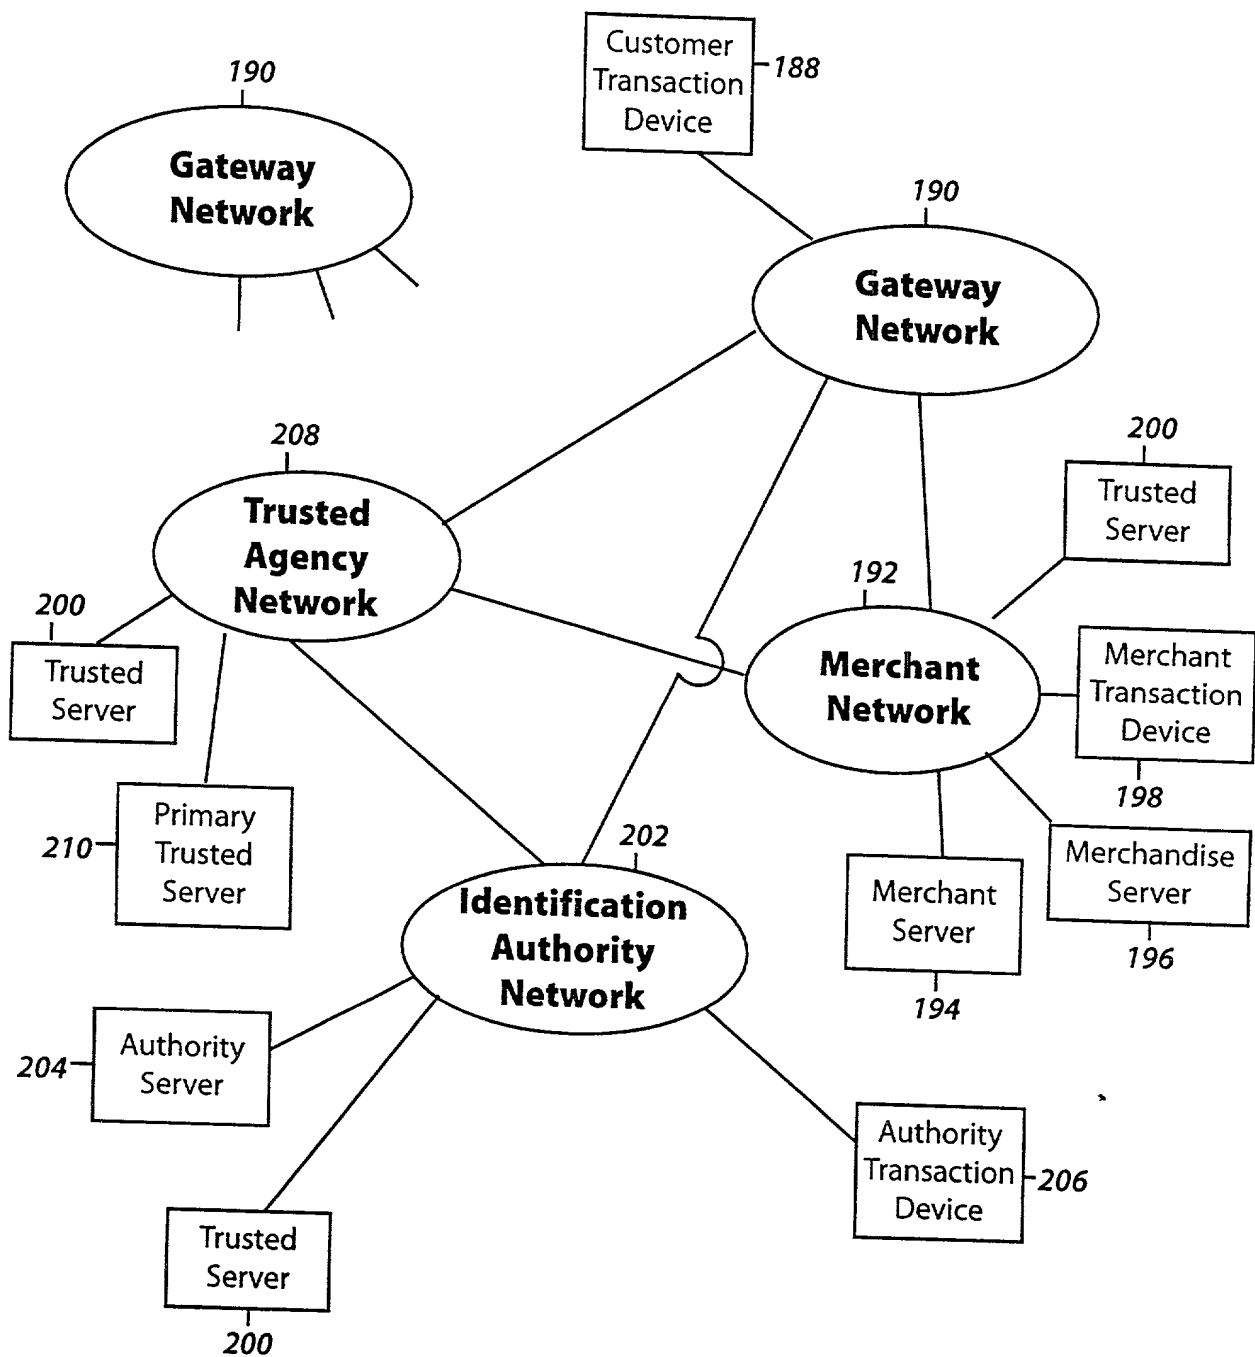 Customer
Transaction
Device
188
190
Gateway
Network
190
Gateway
Network
208
Trusted
Agency
Network
200
Trusted
Server
192
Merchant
Network
200
Trusted
Server
Merchant
Transaction
Device
198
210
Primary
Trusted
Server
202
Identification
Authority
Network
Merchant
Server
194
Merchandise
Server
196
204
Authority
Server
Authority
Transaction
Device
206
Trusted
Server
200